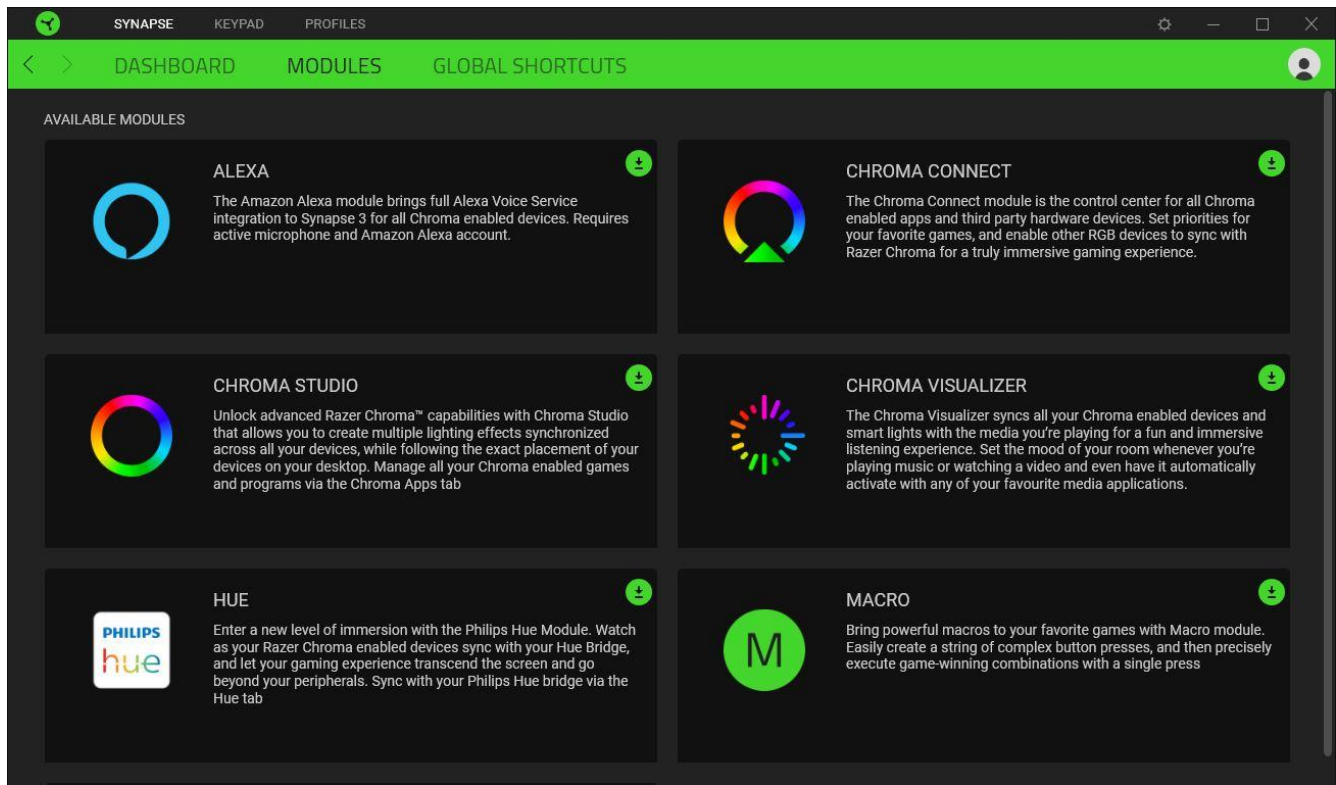 SYNAPSE KEYPAD PROFILES
DASHBOARD MODULES GLOBAL SHORTCUTS
AVAILABLE MODULES
ALEXA
The Amazon Alexa module brings full Alexa Voice Service
integration to Synapse 3 for all Chroma enabled devices. Requires
active microphone and Amazon Alexa account.
CHROMA CONNECT
The Chroma Connect module is the control center for all Chroma
enabled apps and third party hardware devices. Set priorities for
your favorite games, and enable other RGB devices to sync with
Razer Chroma for a truly immersive gaming experience.
CHROMA STUDIO
Unlock advanced Razer Chroma™ capabilities with Chroma Studio
that allows you to create multiple lighting effects synchronized
across all your devices, while following the exact placement of your
devices on your desktop. Manage all your Chroma enabled games
and programs via the Chroma Apps tab
CHROMA VISUALIZER
The Chroma Visualizer syncs all your Chroma enabled devices and
smart lights with the media you're playing for a fun and immersive
listening experience. Set the mood of your room whenever you're
playing music or watching a video and even have it automatically
activate with any of your favourite media applications.
PHILIPS
hue
HUE
Enter a new level of immersion with the Philips Hue Module. Watch
as your Razer Chroma enabled devices sync with your Hue Bridge,
and let your gaming experience transcend the screen and go
beyond your peripherals. Sync with your Philips Hue bridge via the
Hue tab
M
MACRO
Bring powerful macros to your favorite games with Macro module.
Easily create a string of complex button presses, and then precisely
execute game-winning combinations with a single press